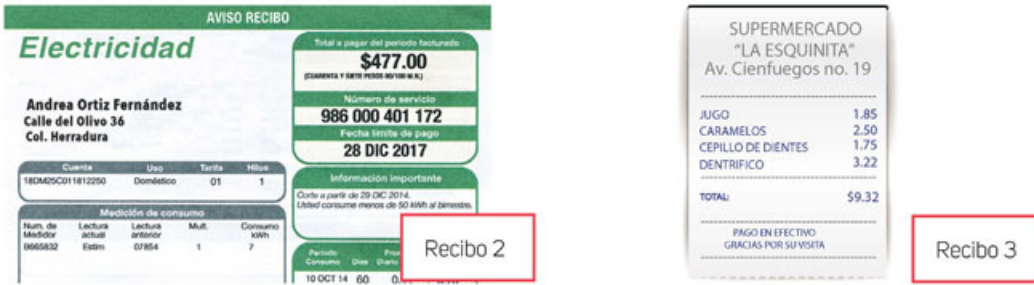 AVISO RECIBO
Electricidad
Andrea Ortiz Fernández
Calle del Olivo 36
Col. Herradura
Cuenta Uso Tarifa Hilos
18DM25C011812250 Doméstico 01 1
Medición de consumo
Num. de Medidor Lectura actual Lectura anterior Mult. Consumo kWh
Estim 07854 1 7
Total a pagar del periodo facturado
$477.00
(CUARENTA Y SIETE PESOS M.N.)
Número de servicio
986 000 401 172
Fecha límite de pago
28 DIC 2017
Información importante
Corte a partir de 29 DIC 2014.
Usted consume menos de 50 kWh al bimestre.
Periodo Consumo Días
10 OCT 14 60
Recibo 2
SUPERMERCADO
"LA ESQUINITA"
Av. Cienfuegos no. 19
JUGO 1.85
CARAMELOS 2.50
CEPILLO DE DIENTES 1.75
DENTRIFICO 3.22
TOTAL: $9.32
PAGO EN EFECTIVO
GRACIAS POR SU VISITA
Recibo 3